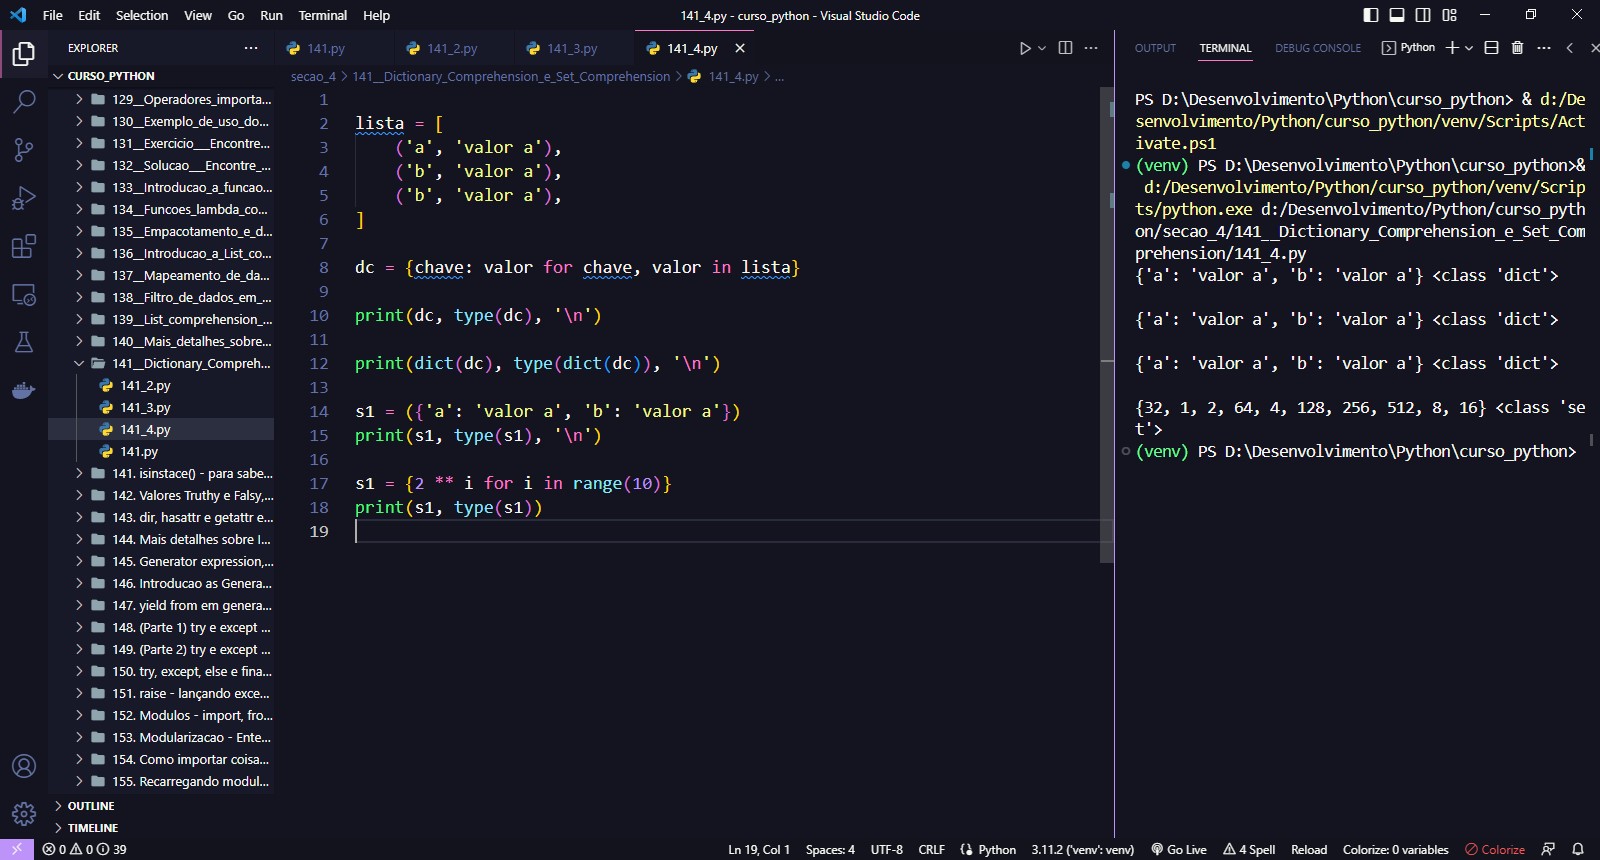 File Edit Selection View Go Run Terminal Help 141_4.py - curso_python - Visual Studio Code
EXPLORER ...
CURSO_PYTHON
129__Operadores_importa...
130__Exemplo_de_uso_do...
131__Exercicio___Encontre...
132__Solucao___Encontre_...
133__Introducao_a_funcao...
134__Funcoes_lambda_co...
135__Empacotamento_e_d...
136__Introducao_a_List_co...
137__Mapeamento_de_da...
138__Filtro_de_dados_em_...
139__List_comprehension_...
140__Mais_detalhes_sobre...
141__Dictionary_Compreh...
141_2.py
141_3.py
141_4.py
141.py
141. isinstace() - para sabe...
142. Valores Truthy e Falsy,...
143. dir, hasattr e getattr e...
144. Mais detalhes sobre I...
145. Generator expression,...
146. Introducao as Genera...
147. yield from em genera...
148. (Parte 1) try e except ...
149. (Parte 2) try e except ...
150. try, except, else e fina...
151. raise - lançando exce...
152. Modulos - import, fro...
153. Modularizacao - Ente...
154. Como importar coisa...
155. Recarregando modul...
OUTLINE
TIMELINE
141.py 141_2.py 141_3.py 141_4.py
secao_4 > 141__Dictionary_Comprehension_e_Set_Comprehension > 141_4.py > ...
1
2 lista = [
3 ('a', 'valor a'),
4 ('b', 'valor a'),
5 ('b', 'valor a'),
6 ]
7
8 dc = {chave: valor for chave, valor in lista}
9
10 print(dc, type(dc), '\n')
11
12 print(dict(dc), type(dict(dc)), '\n')
13
14 s1 = ({'a': 'valor a', 'b': 'valor a'})
15 print(s1, type(s1), '\n')
16
17 s1 = {2 ** i for i in range(10)}
18 print(s1, type(s1))
19
OUTPUT TERMINAL DEBUG CONSOLE Python
PS D:\Desenvolvimento\Python\curso_python> & d:/De
senvolvimento/Python/curso_python/venv/Scripts/Act
ivate.ps1
(venv) PS D:\Desenvolvimento\Python\curso_python>&
d:/Desenvolvimento/Python/curso_python/venv/Scrip
ts/python.exe d:/Desenvolvimento/Python/curso_pyth
on/secao_4/141__Dictionary_Comprehension_e_Set_Com
prehension/141_4.py
{'a': 'valor a', 'b': 'valor a'} <class 'dict'>
{'a': 'valor a', 'b': 'valor a'} <class 'dict'>
{'a': 'valor a', 'b': 'valor a'} <class 'dict'>
{32, 1, 2, 64, 4, 128, 256, 512, 8, 16} <class 'se
t'>
(venv) PS D:\Desenvolvimento\Python\curso_python>
0 0 39 Ln 19, Col 1 Spaces: 4 UTF-8 CRLF Python 3.11.2 ('venv': venv) Go Live 4 Spell Reload Colorize: 0 variables Colorize